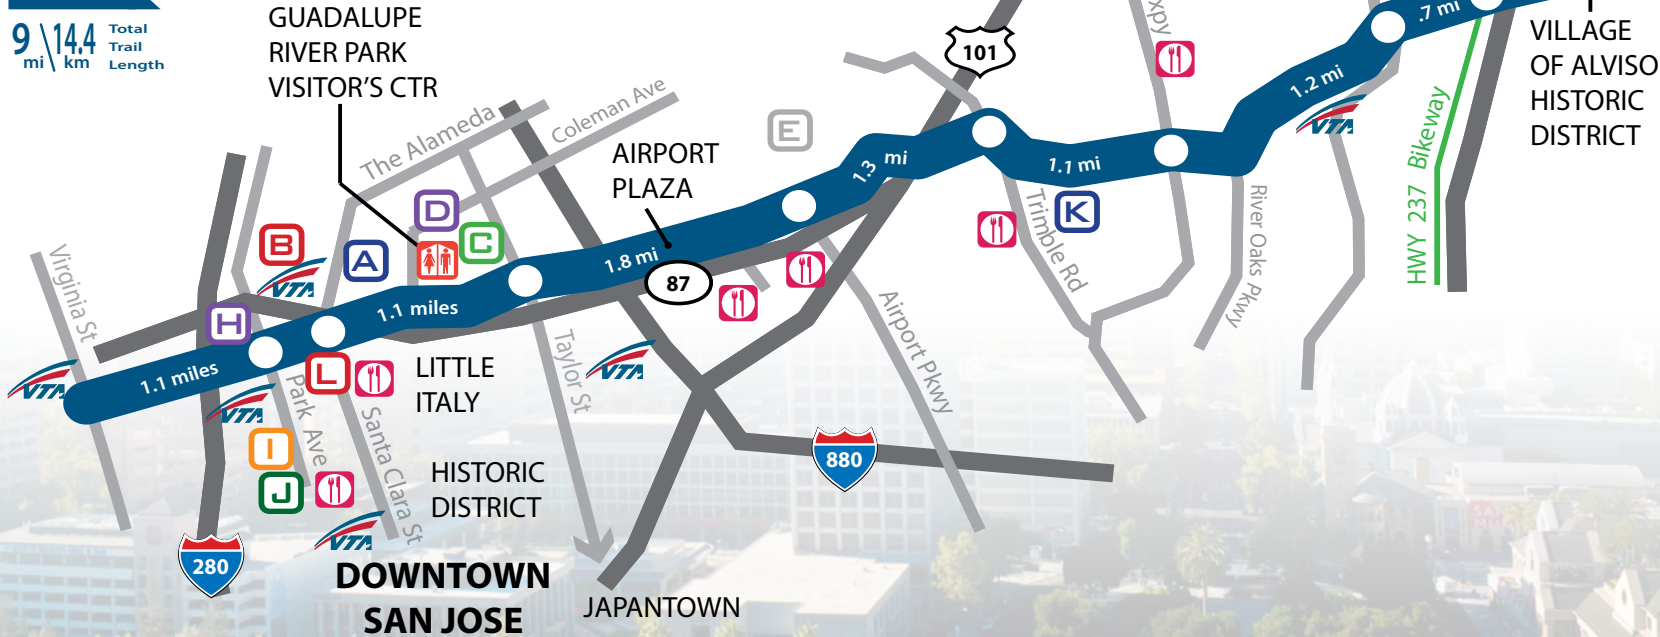 9 \ 14.4
mi \ km
Total
Trail
Length
GUADALUPE
RIVER PARK
VISITOR'S CTR
The Alameda
Coleman Ave
AIRPORT
PLAZA
E
101
xpy
.7 mi
VILLAGE
OF ALVISO
HISTORIC
DISTRICT
1.2 mi
VTA
HWY 237 Bikeway
1.3 mi
1.1 mi
K
Trimble Rd
River Oaks Pkwy
D
C
B
A
VTA
H
Virginia St
1.8 mi
87
1.1 miles
1.1 miles
VTA
VTA
L
LITTLE
ITALY
Taylor St
VTA
Airport Pkwy
Park Ave
Santa Clara St
I
J
HISTORIC
DISTRICT
VTA
880
280
DOWNTOWN
SAN JOSE
JAPANTOWN